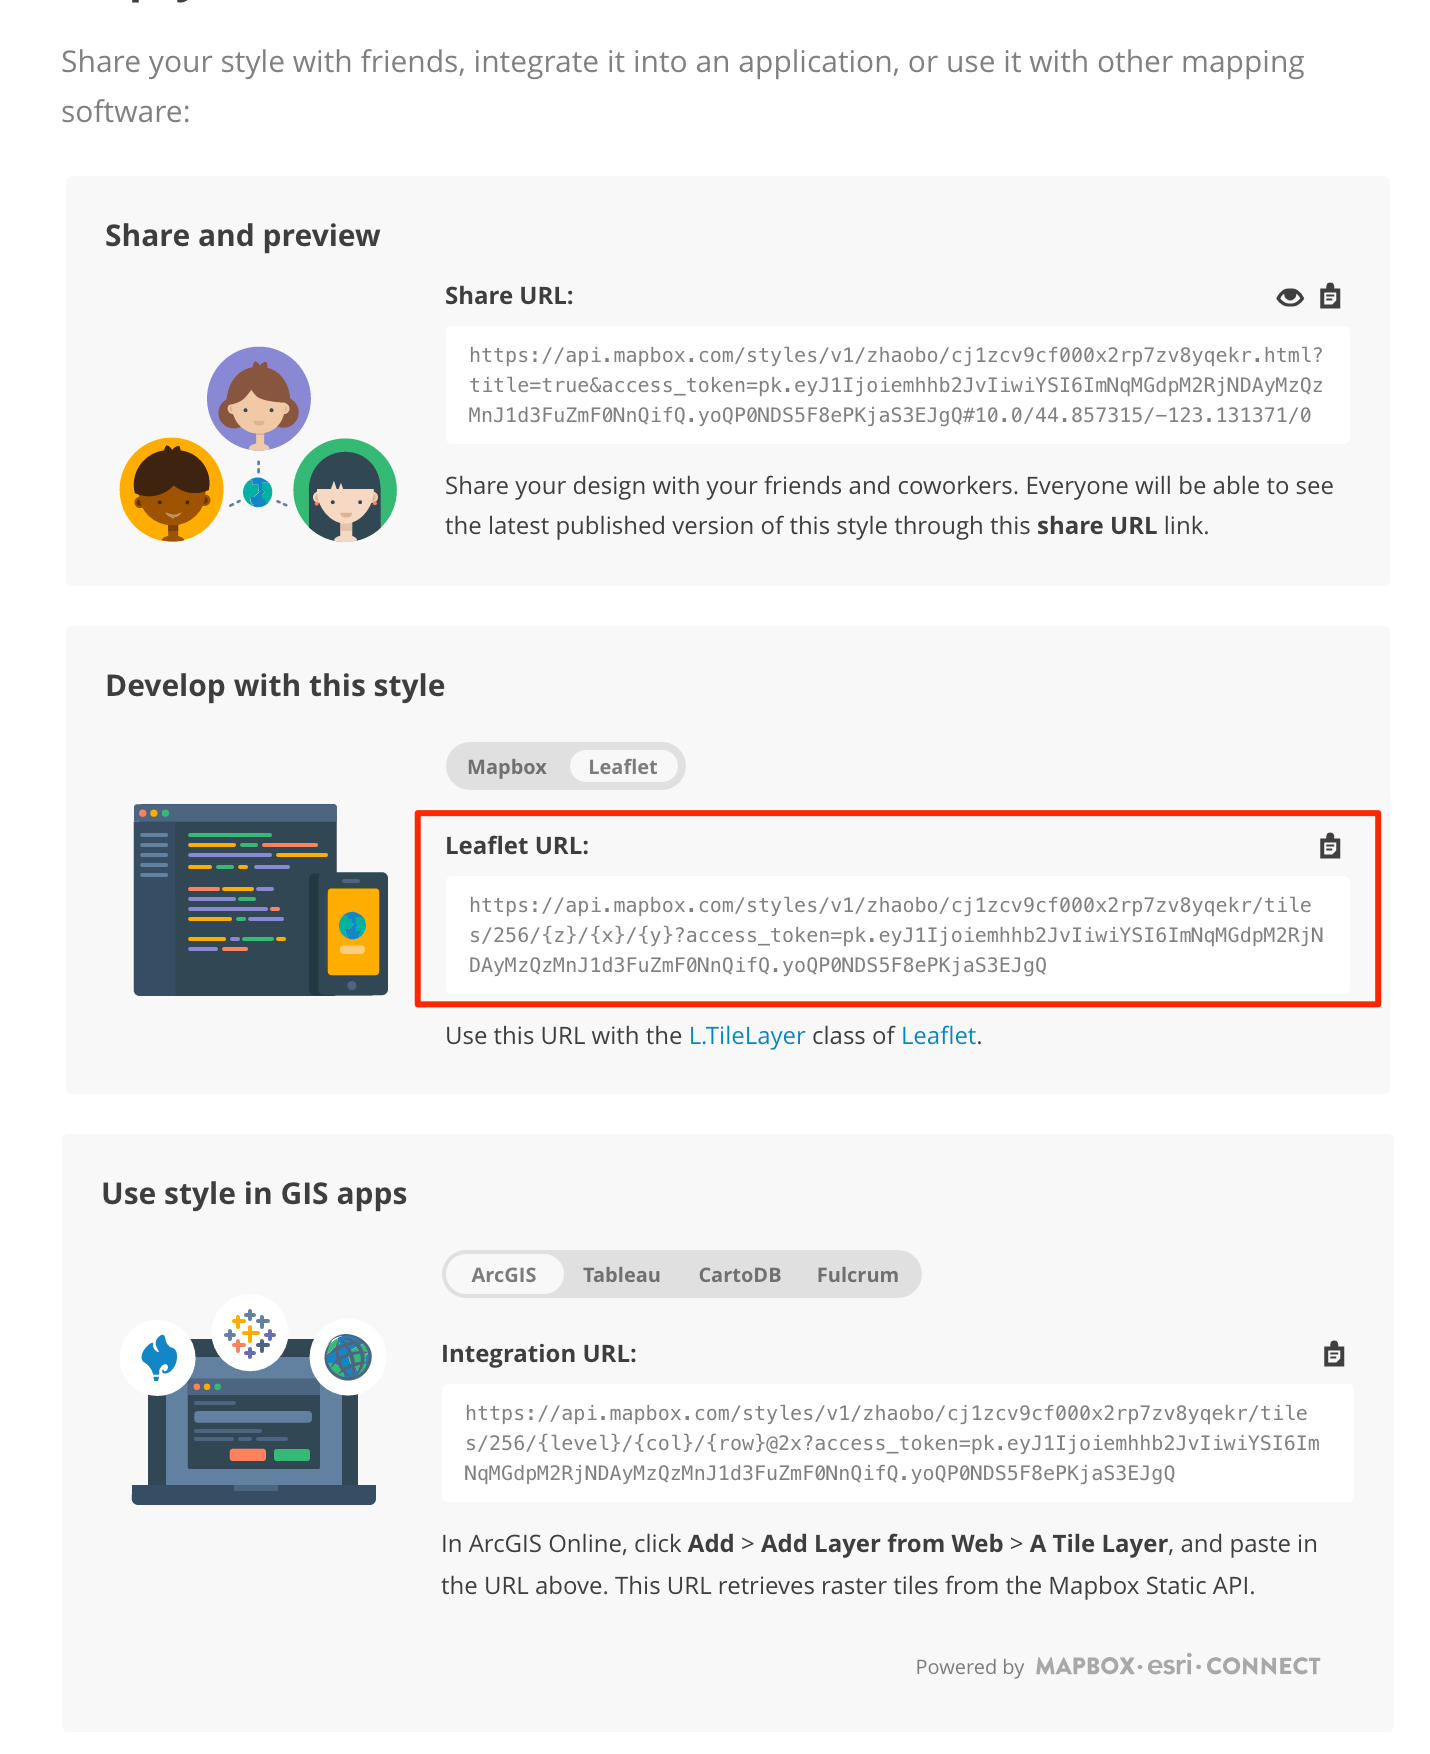 Share your style with friends, integrate it into an application, or use it with other mapping
software:
Share and preview
Share URL:
https://api.mapbox.com/styles/v1/zhaobo/cj1zcv9cf000x2rp7zv8yqekr.html?
title=true&access_token=pk.eyJ1Ijoiemhhb2JvIiwiYSI6ImNqMGdpM2RjNDAyMzQz
MnJ1d3FuZmF0NnQifQ.yoQP0NDS5F8ePKjaS3EJgQ#10.0/44.857315/-123.131371/0
Share your design with your friends and coworkers. Everyone will be able to see
the latest published version of this style through this share URL link.
Develop with this style
Mapbox Leaflet
Leaflet URL:
https://api.mapbox.com/styles/v1/zhaobo/cj1zcv9cf000x2rp7zv8yqekr/tile
s/256/{z}/{x}/{y}?access_token=pk.eyJ1Ijoiemhhb2JvIiwiYSI6ImNqMGdpM2RjN
DAyMzQzMnJ1d3FuZmF0NnQifQ.yoQP0NDS5F8ePKjaS3EJgQ
Use this URL with the L.TileLayer class of Leaflet.
Use style in GIS apps
ArcGIS Tableau CartoDB Fulcrum
Integration URL:
https://api.mapbox.com/styles/v1/zhaobo/cj1zcv9cf000x2rp7zv8yqekr/tile
s/256/{level}/{col}/{row}@2x?access_token=pk.eyJ1Ijoiemhhb2JvIiwiYSI6Im
NqMGdpM2RjNDAyMzQzMnJ1d3FuZmF0NnQifQ.yoQP0NDS5F8ePKjaS3EJgQ
In ArcGIS Online, click Add > Add Layer from Web > A Tile Layer, and paste in
the URL above. This URL retrieves raster tiles from the Mapbox Static API.
Powered by MAPBOX · esri · CONNECT